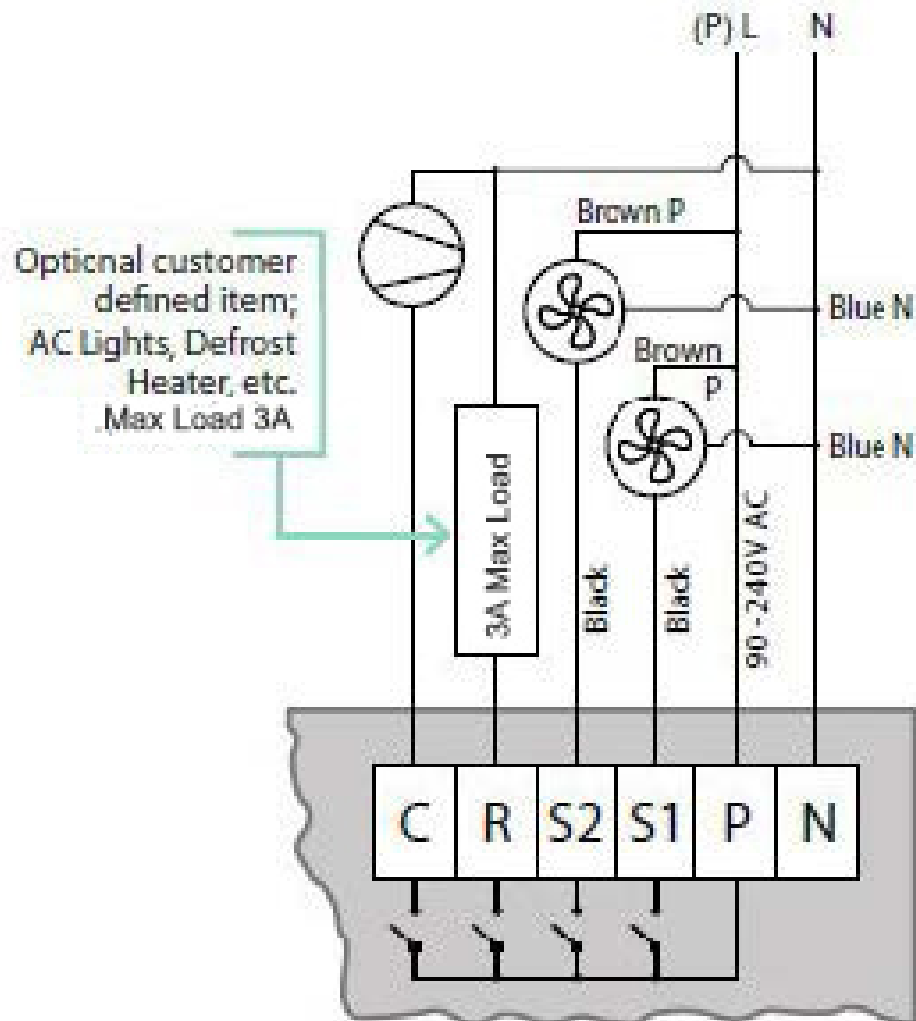 (P) L N
Brown P
Opticnal customer
defined item;
AC Lights, Defrost
Heater, etc.
.Max Load 3A
Blue N
Brown
P
Blue N
3A Max Load
Black
Black
90 -240V AC
C R S2 S1 P N